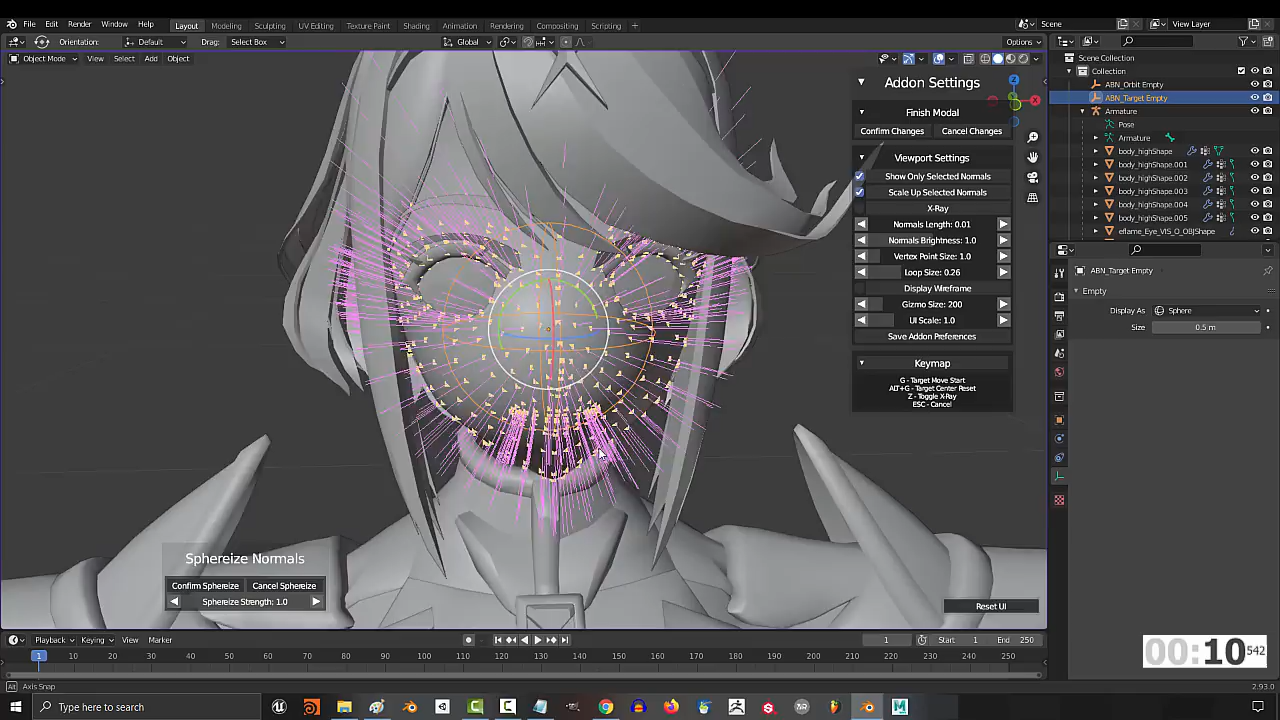 File Edit Render Window Help Layout Modeling Sculpting UV Editing Texture Paint Shading Animation Rendering Compositing Scripting + Scene View Layer
Orientation: Default Drag: Select Box Global Options
Object Mode View Select Add Object
Addon Settings
Finish Modal
Confirm Changes Cancel Changes
Viewport Settings
Show Only Selected Normals
Scale Up Selected Normals
X-Ray
Normals Length: 0.01
Normals Brightness: 1.0
Vertex Point Size: 1.0
Loop Size: 0.26
Display Wireframe
Gizmo Size: 200
UI Scale: 1.0
Save Addon Preferences
Keymap
G - Target Move Start
ALT+G - Target Center Reset
Z - Toggle X-Ray
ESC - Cancel
Z
X
Scene Collection
Collection
ABN_Orbit Empty
ABN_Target Empty
Armature
Pose
Armature
body_highShape
body_highShape.001
body_highShape.002
body_highShape.003
body_highShape.004
body_highShape.005
eflame_Eye_VIS_O_OBJShape
ABN_Target Empty
Empty
Display As Sphere
Size 0.5 m
Sphereize Normals
Confirm Sphereize Cancel Sphereize
Sphereize Strength: 1.0
Reset UI
Playback Keying View Marker 1 Start 1 End 250
1 10 20 30 40 50 60 70 80 90 100 110 120 130 140 150 160 170 180 190 200 210 220 230 240 250
00:10 542
Axis Snap 2.93.0
Type here to search